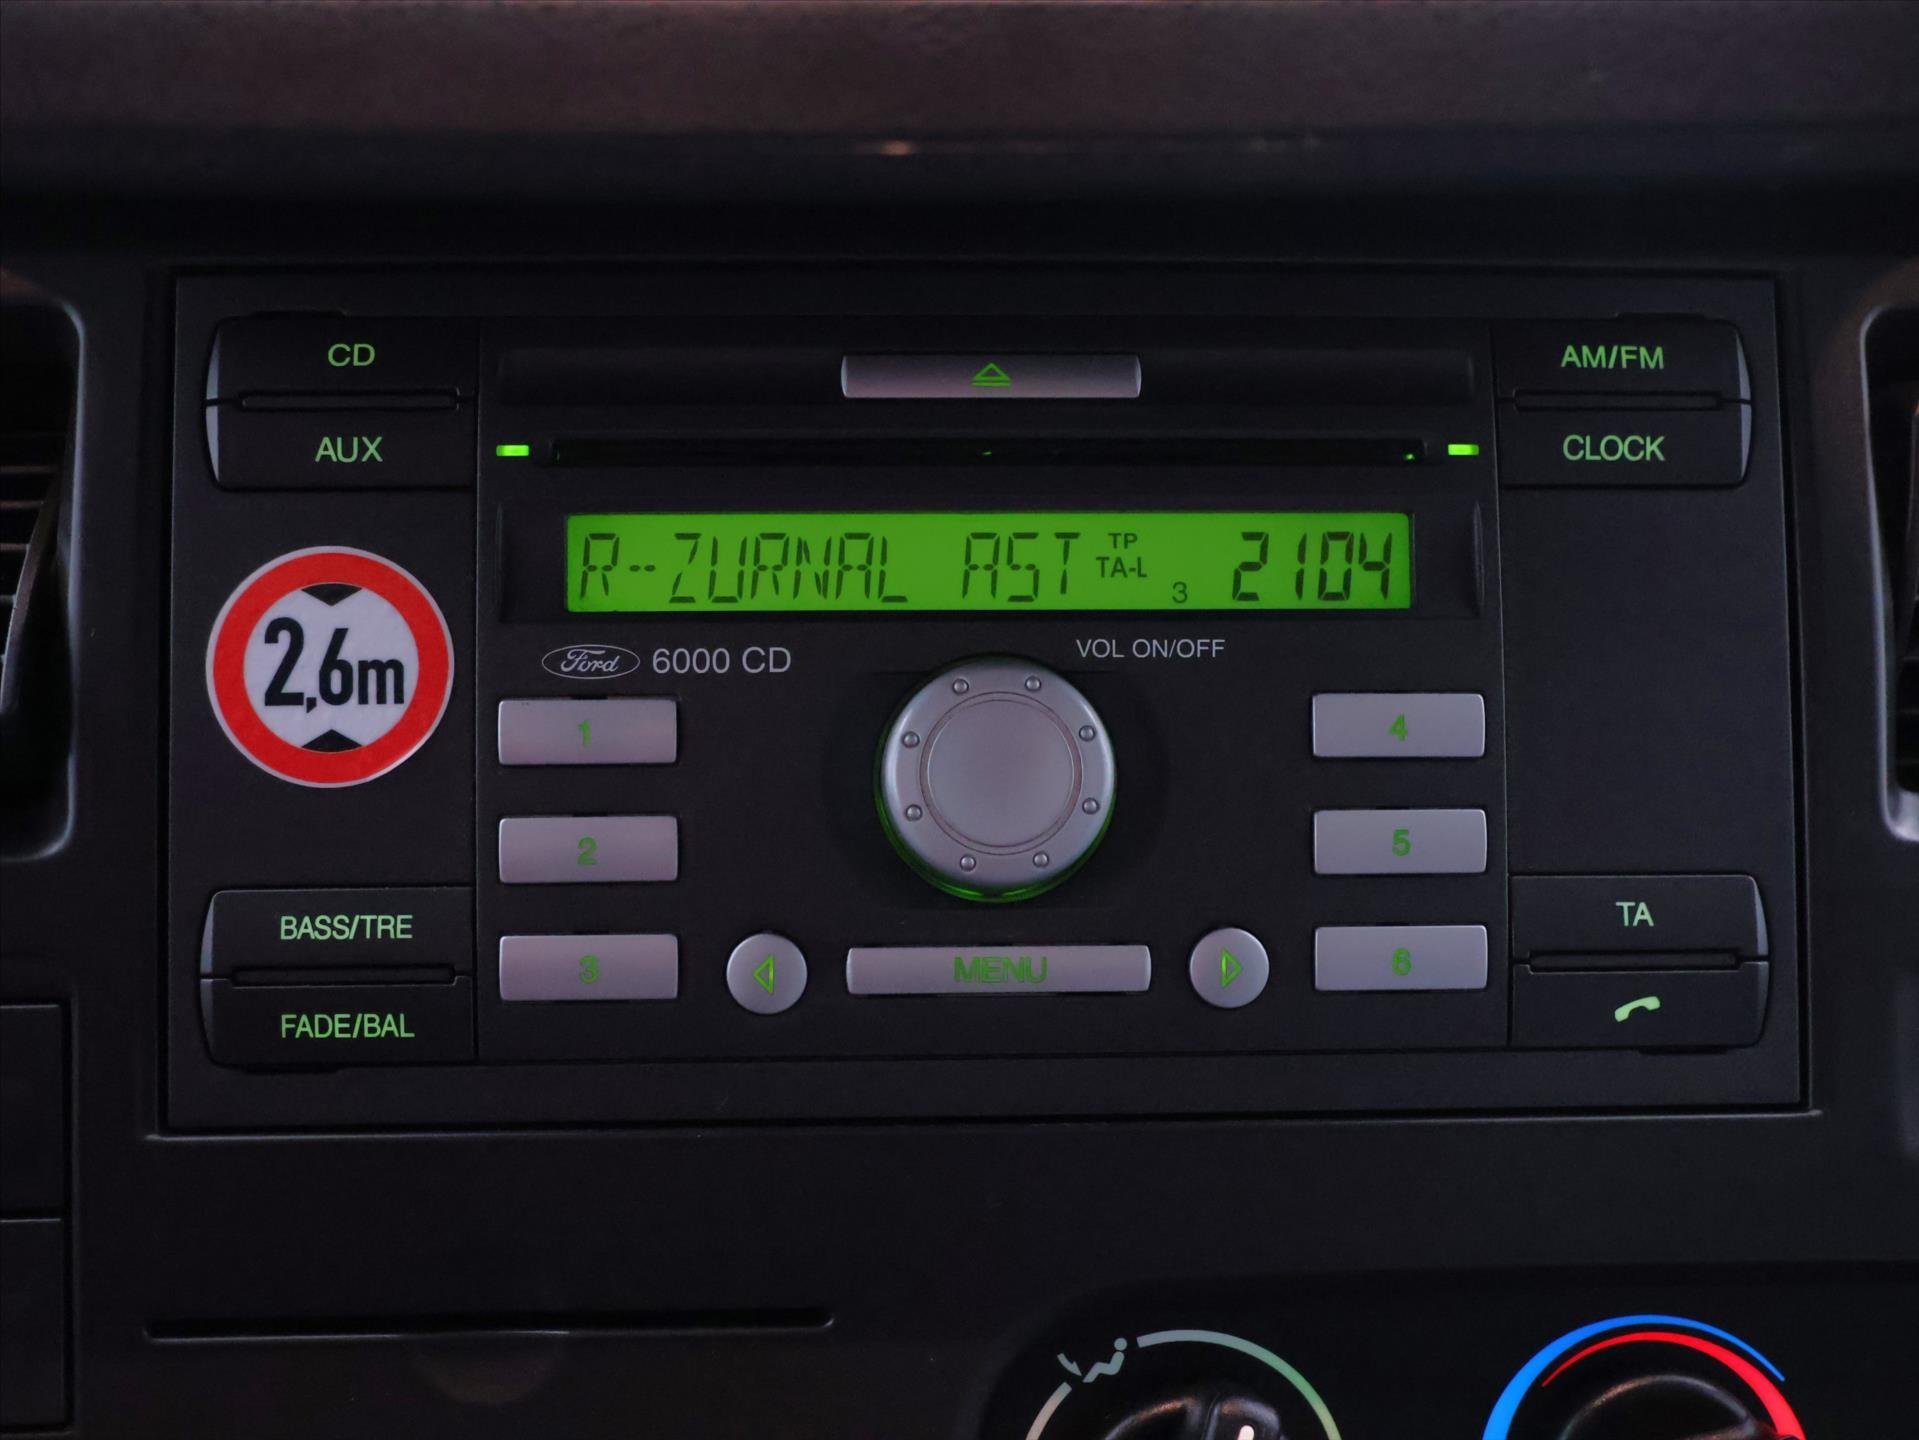 CD
AM/FM
AUX
CLOCK
R-ZURNAL AST TP TA-L 3 2104
2,6m
Ford 6000 CD
VOL ON/OFF
1
4
2
5
BASS/TRE
TA
3
MENU
6
FADE/BAL